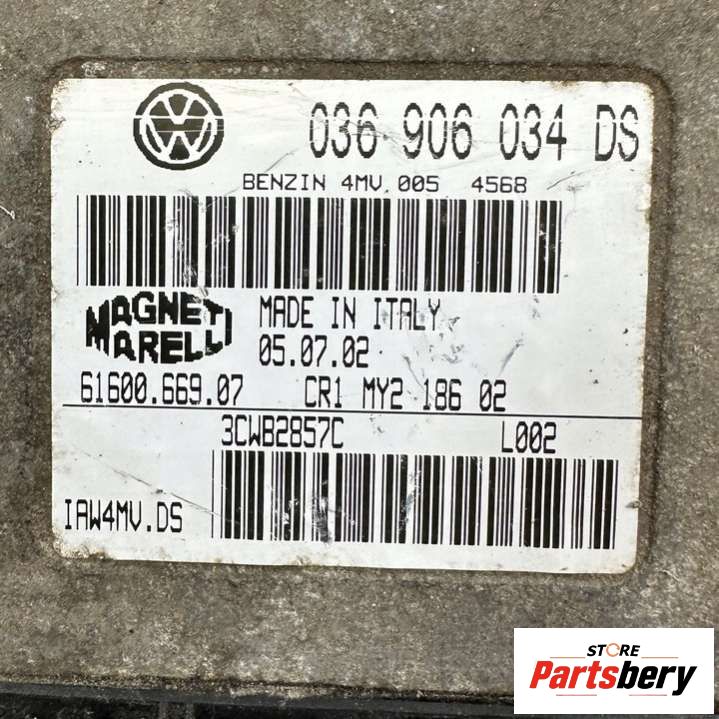 036 906 034 DS
BENZIN 4MV.005 4568
MAGNETI
MARELLI
MADE IN ITALY
05.07.02
61600.669.07 CR1 MY2 186 02
3CWB2857C L002
IAW4MV.DS
STORE
Partsbery